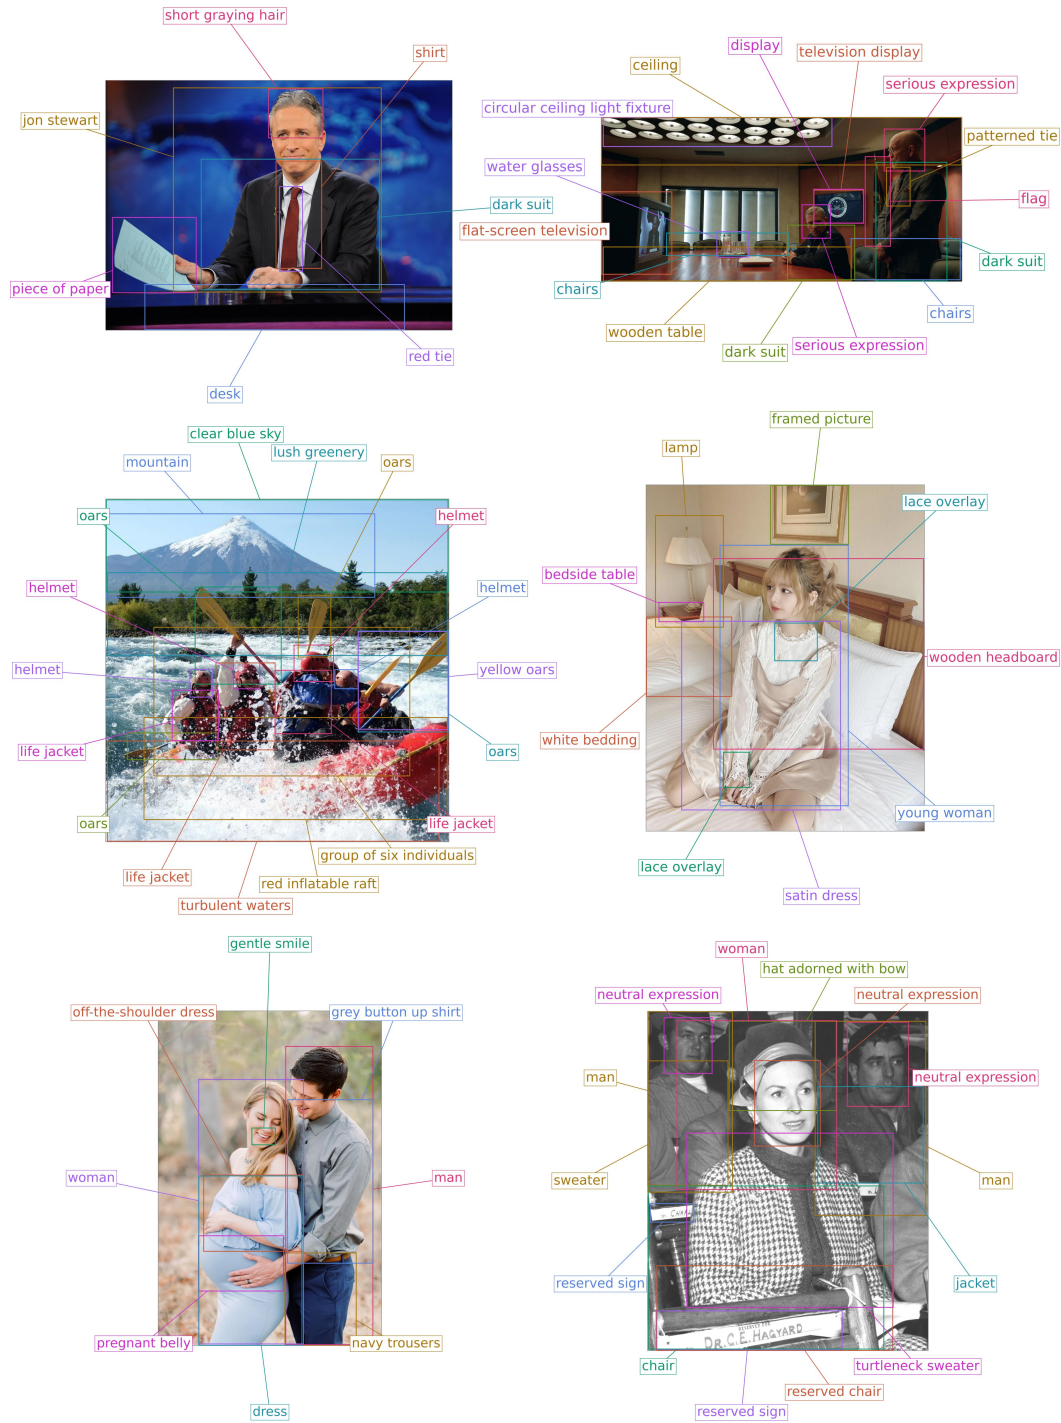 short graying hair
shirt
jon stewart
dark suit
piece of paper
red tie
desk
display
television display
ceiling
serious expression
circular ceiling light fixture
patterned tie
water glasses
flag
flat-screen television
dark suit
chairs
chairs
wooden table
serious expression
dark suit
clear blue sky
lush greenery
mountain
oars
oars
helmet
helmet
helmet
helmet
yellow oars
life jacket
oars
oars
life jacket
group of six individuals
life jacket
red inflatable raft
turbulent waters
framed picture
lamp
lace overlay
bedside table
wooden headboard
white bedding
young woman
lace overlay
satin dress
gentle smile
off-the-shoulder dress
grey button up shirt
woman
man
pregnant belly
navy trousers
dress
woman
hat adorned with bow
neutral expression
neutral expression
man
neutral expression
sweater
man
reserved sign
jacket
RESERVED FOR
DR. C. E. HAGYARD
chair
turtleneck sweater
reserved chair
reserved sign